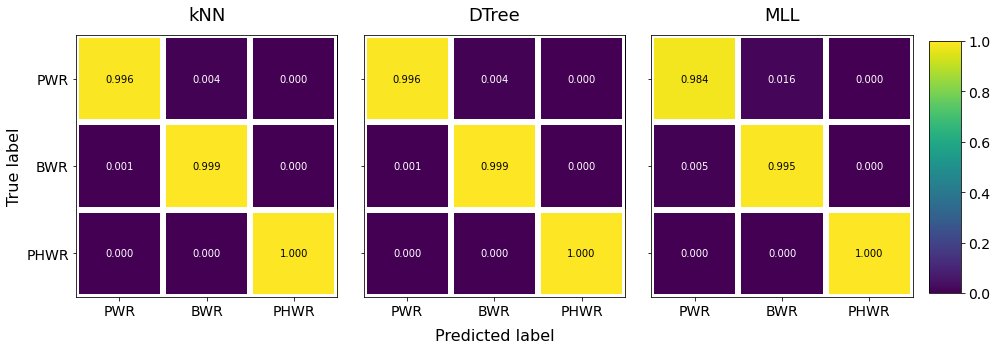 kNN DTree MLL
PWR 0.996 0.004 0.000 0.996 0.004 0.000 0.984 0.016 0.000
BWR 0.001 0.999 0.000 0.001 0.999 0.000 0.005 0.995 0.000
PHWR 0.000 0.000 1.000 0.000 0.000 1.000 0.000 0.000 1.000
PWR BWR PHWR PWR BWR PHWR PWR BWR PHWR
True label
Predicted label
1.0
0.8
0.6
0.4
0.2
0.0